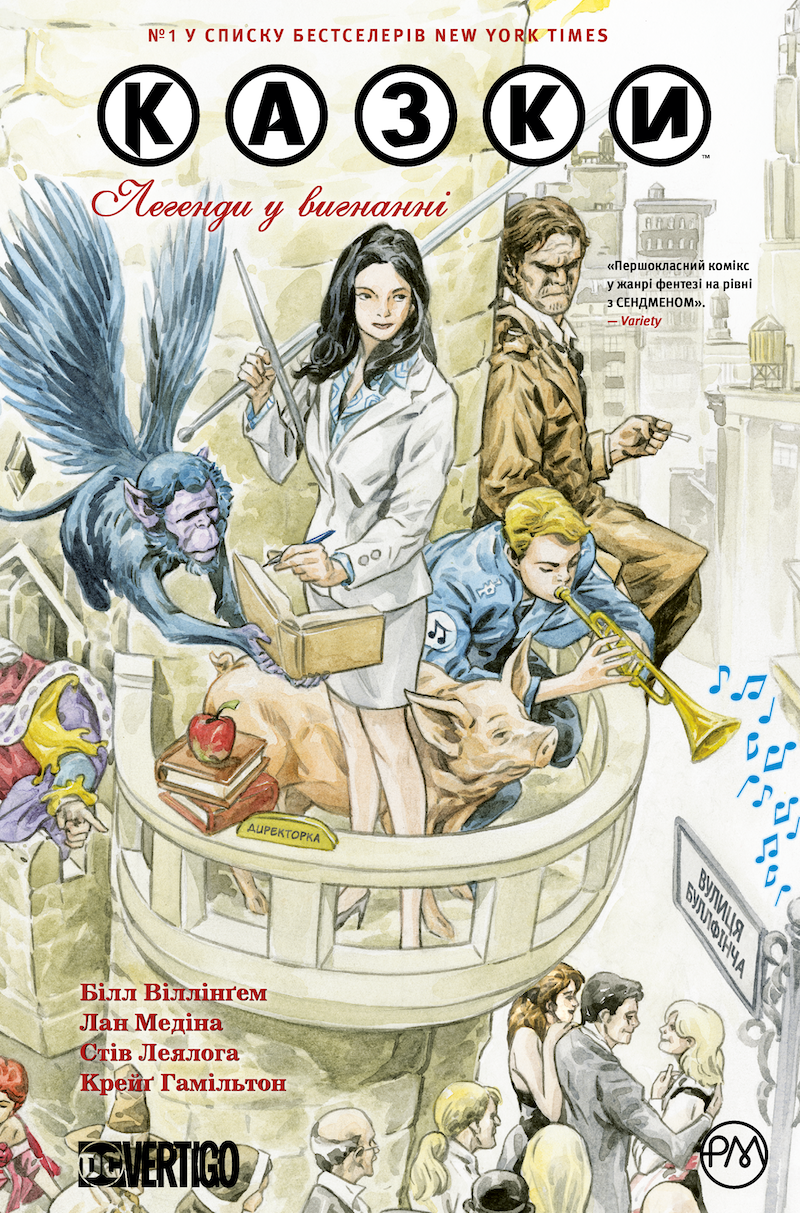 №1 У СПИСКУ БЕСТСЕЛЕРІВ NEW YORK TIMES
КАЗКИ
™
Легенди у вигнанні
«Першокласний комікс
у жанрі фентезі на рівні
з СЕНДМЕНОМ».
— Variety
ДИРЕКТОРКА
ВУЛИЦЯ
БУЛЛФІНЧА
Білл Віллінґем
Лан Медіна
Стів Леялога
Крейґ Гамільтон
DC VERTIGO
РМ